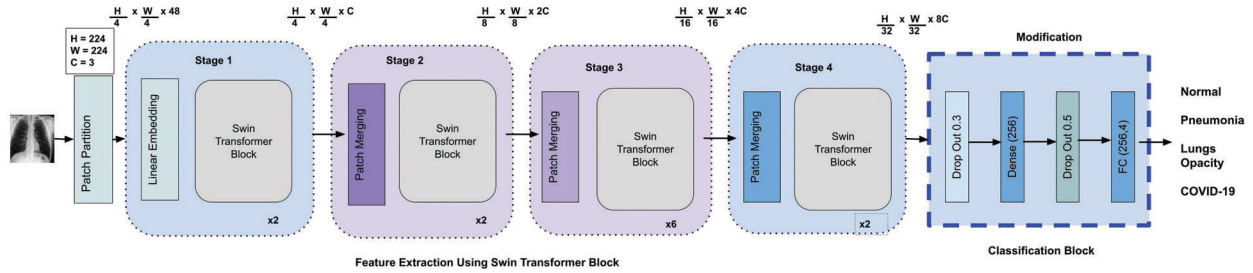 H/4 x W/4 x 48
H/4 x W/4 x C
H/8 x W/8 x 2C
H/16 x W/16 x 4C
H/32 x W/32 x 8C
H = 224
W = 224
C = 3
Patch Partition
Stage 1
Linear Embedding
Swin
Transformer
Block
x2
Stage 2
Patch Merging
Swin
Transformer
Block
x2
Stage 3
Patch Merging
Swin
Transformer
Block
x6
Stage 4
Patch Merging
Swin
Transformer
Block
x2
Modification
Drop Out 0.3
Dense (256)
Drop Out 0.5
FC (256,4)
Classification Block
Normal
Pneumonia
Lungs
Opacity
COVID-19
Feature Extraction Using Swin Transformer Block